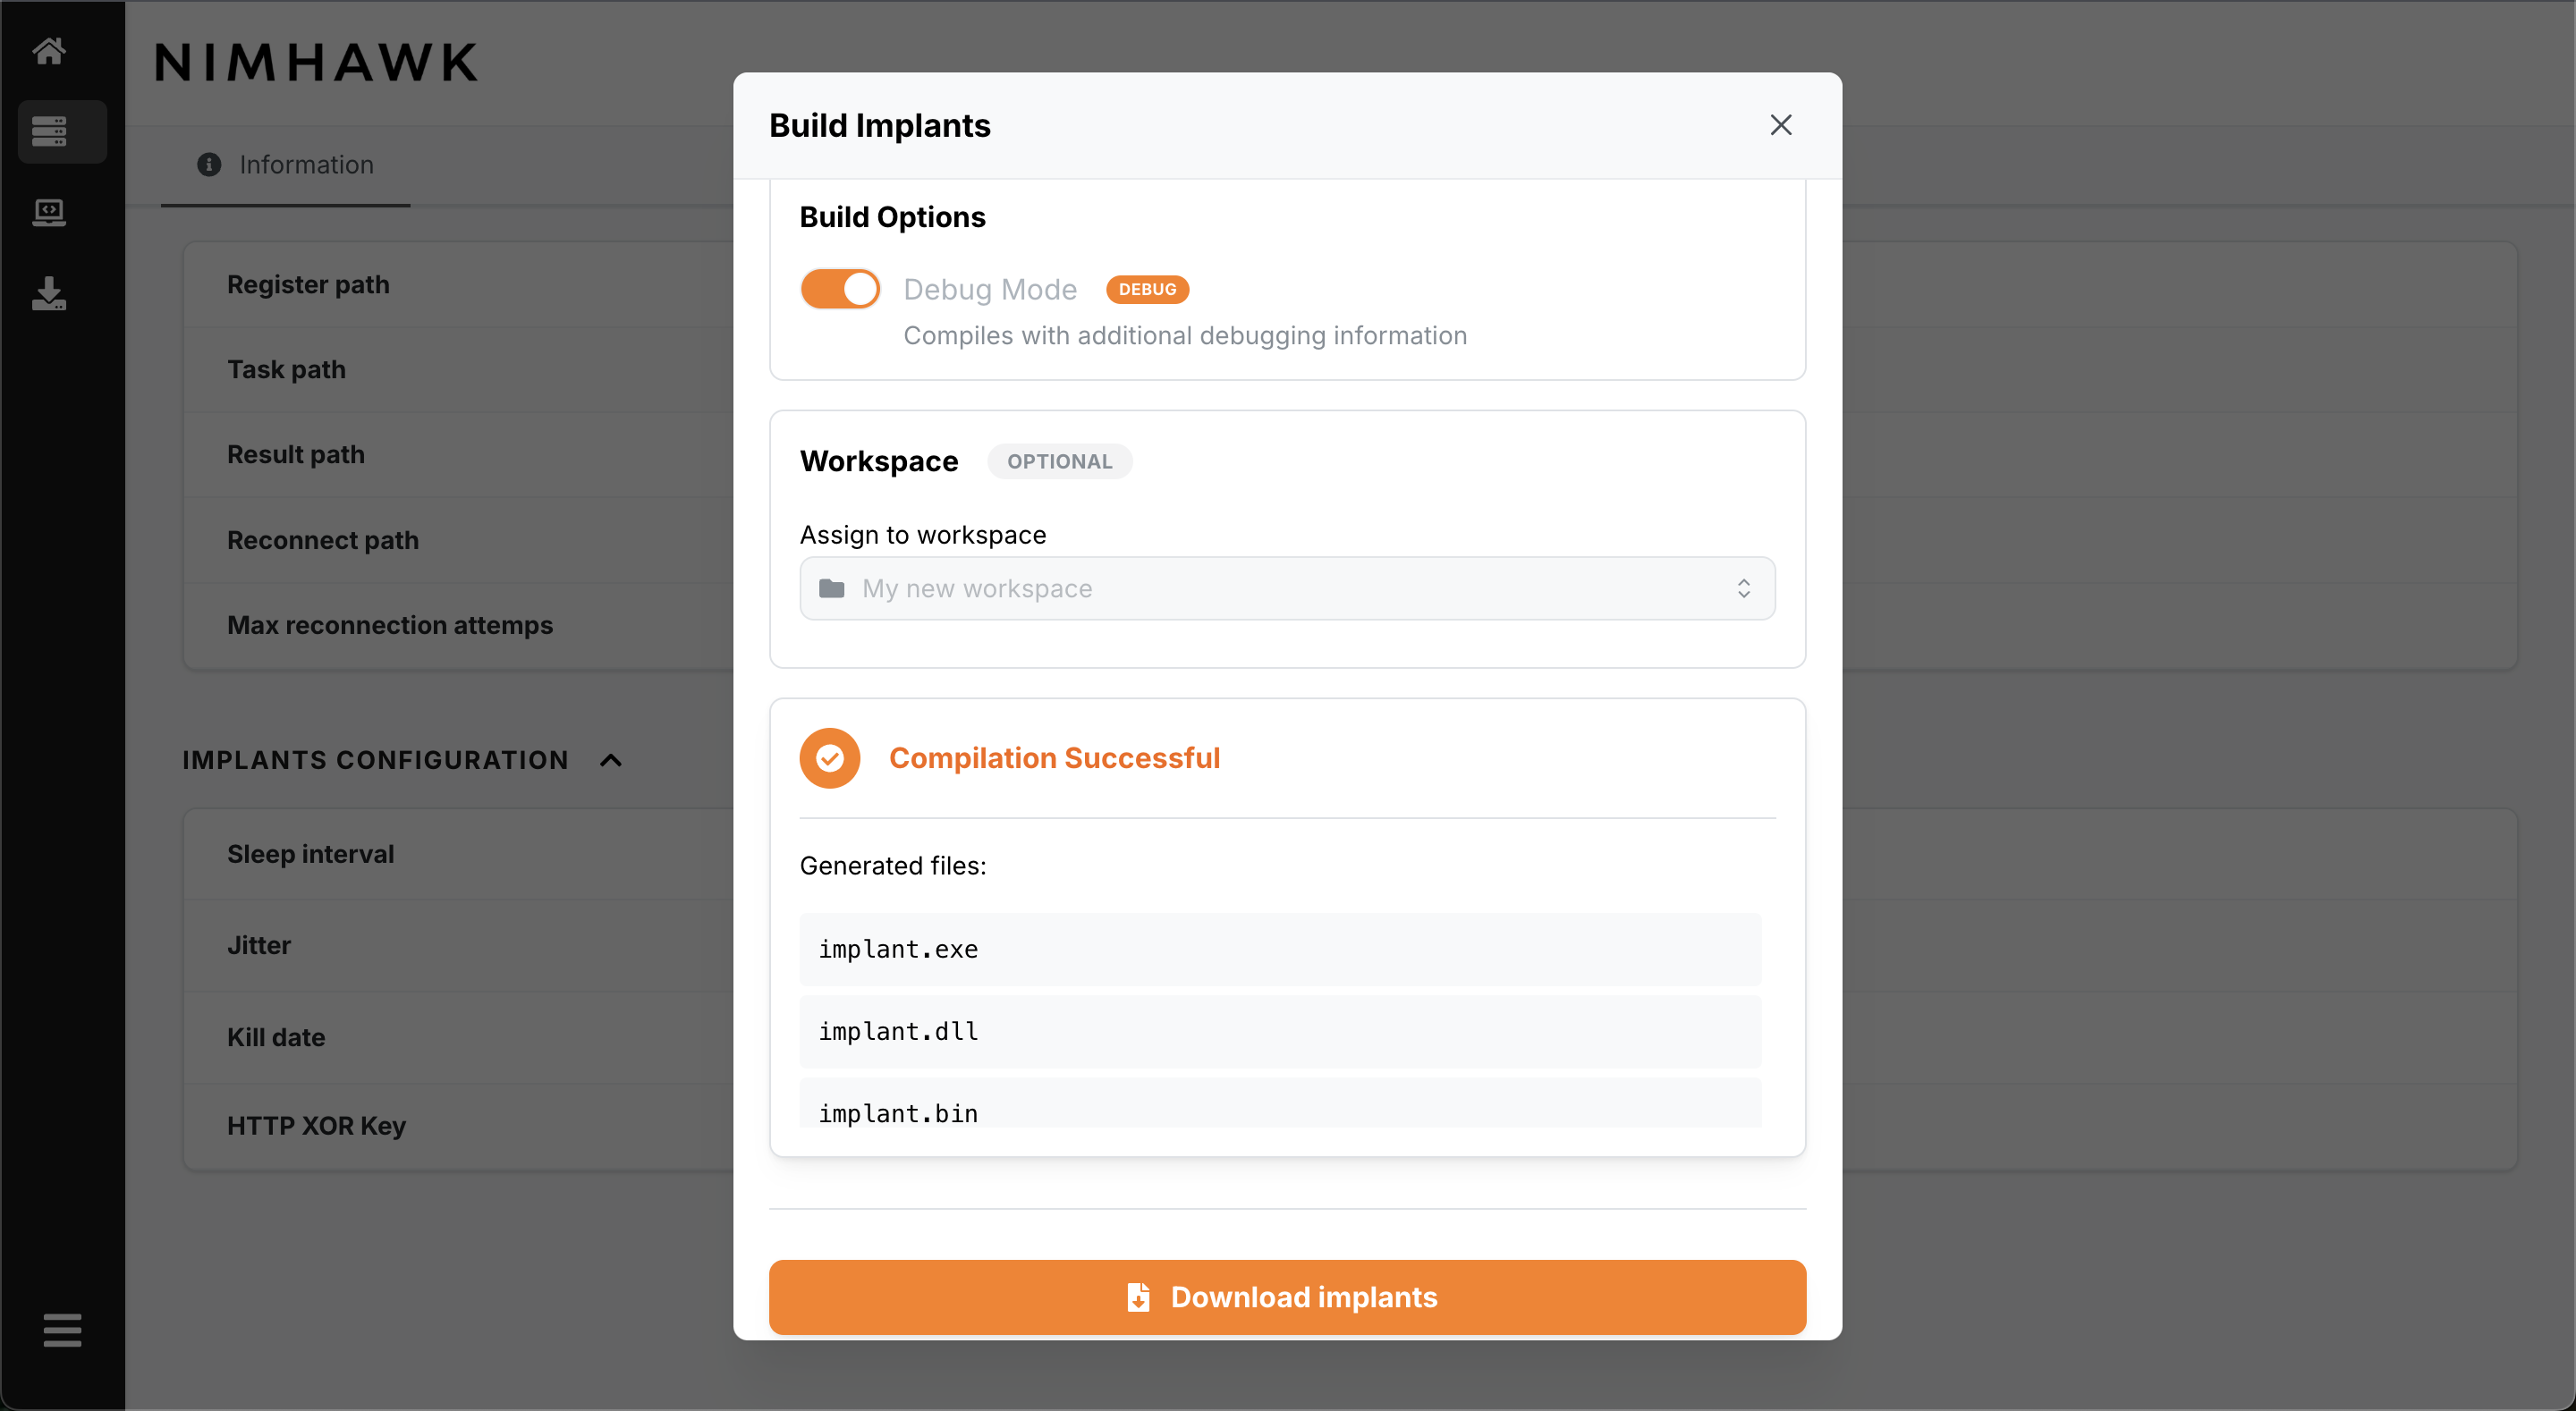 NIMHAWK
Information
Register path
Task path
Result path
Reconnect path
Max reconnection attemps
IMPLANTS CONFIGURATION
Sleep interval
Jitter
Kill date
HTTP XOR Key
Build Implants
Build Options
Debug Mode DEBUG
Compiles with additional debugging information
Workspace OPTIONAL
Assign to workspace
My new workspace
Compilation Successful
Generated files:
implant.exe
implant.dll
implant.bin
Download implants